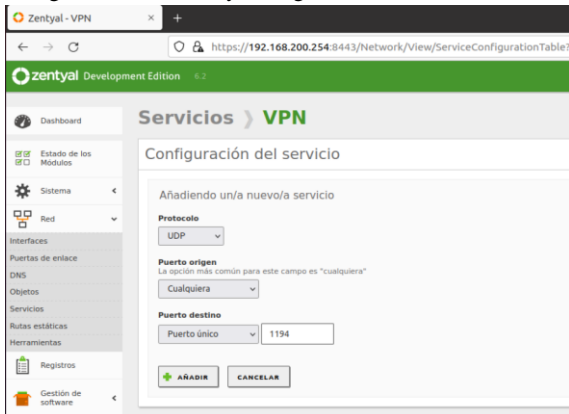 Zentyal - VPN
https://192.168.200.254:8443/Network/View/ServiceConfigurationTable?
zentyal Development Edition 6.2
Dashboard
Estado de los
Módulos
Sistema
Red
Interfaces
Puertas de enlace
DNS
Objetos
Servicios
Rutas estáticas
Herramientas
Registros
Gestión de
software
Servicios VPN
Configuración del servicio
Añadiendo un/a nuevo/a servicio
Protocolo
UDP
Puerto origen
La opción más común para este campo es "cualquiera"
Cualquiera
Puerto destino
Puerto único 1194
AÑADIR CANCELAR